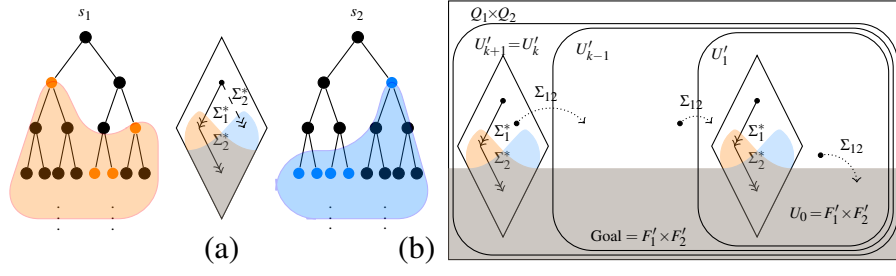 s₁
s₂
Σ₂*
Σ₁*
Σ₂*
(a)
(b)
Q₁×Q₂
U′ₖ₊₁=U′ₖ
U′ₖ₋₁
U′₁
Σ₁₂
Σ₁₂
Σ₁*
Σ₂*
Σ₁*
Σ₂*
Σ₁₂
U₀=F′₁×F′₂
Goal=F′₁×F′₂